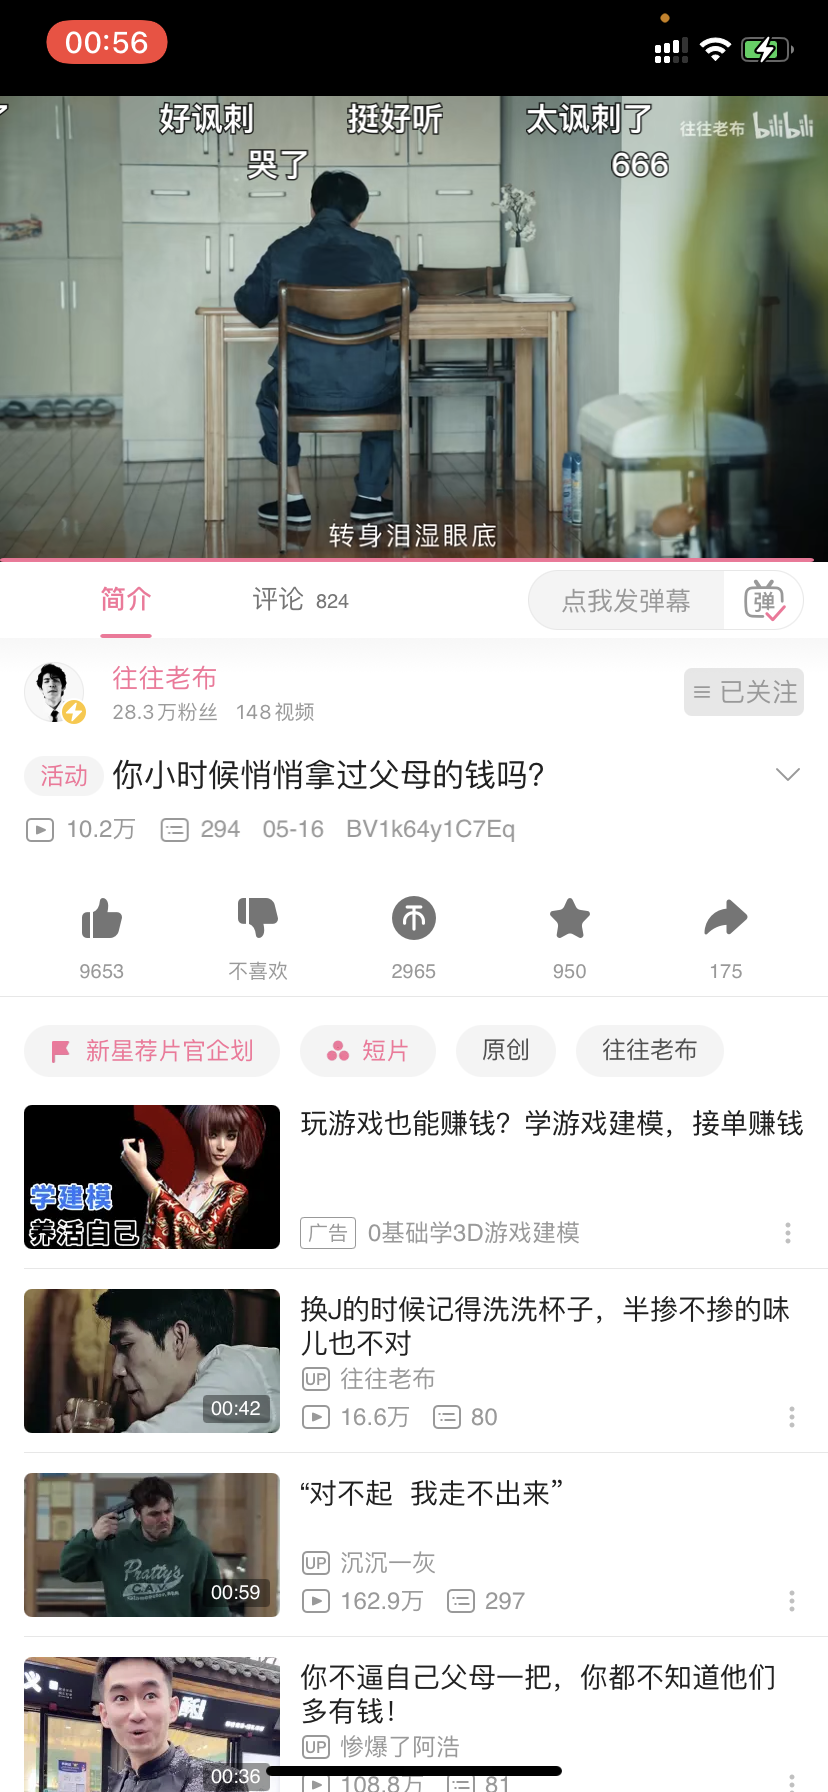 00:56
好讽刺
挺好听
太讽刺了
往往老布 bilibili
哭了
666
转身泪湿眼底
简介
评论 824
点我发弹幕
弹
往往老布
28.3万粉丝 148视频
已关注
活动 你小时候悄悄拿过父母的钱吗?
10.2万 294 05-16 BV1k64y1C7Eq
9653
不喜欢
2965
950
175
新星荐片官企划
短片
原创
往往老布
学建模
养活自己
玩游戏也能赚钱？学游戏建模，接单赚钱
广告 0基础学3D游戏建模
00:42
换J的时候记得洗洗杯子，半掺不掺的味
儿也不对
UP 往往老布
16.6万 80
Pratty's
CAV
00:59
“对不起 我走不出来”
UP 沉沉一灰
162.9万 297
00:36
你不逼自己父母一把，你都不知道他们
多有钱！
UP 惨爆了阿浩
108.8万 81